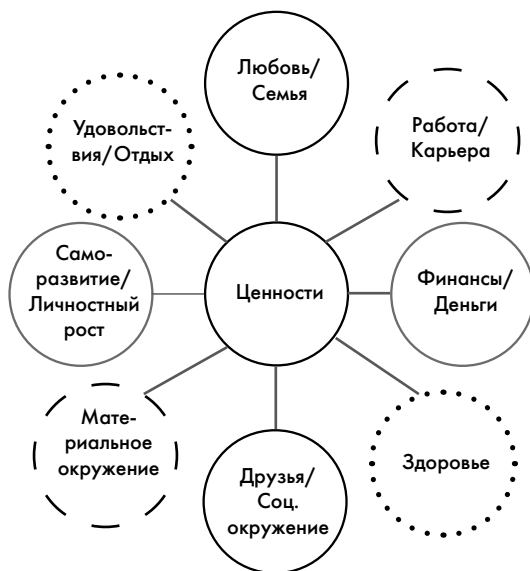 Любовь/
Семья
Удовольст-
вия/Отдых
Работа/
Карьера
Само-
развитие/
Личностный
рост
Ценности
Финансы/
Деньги
Мате-
риальное
окружение
Друзья/
Соц.
окружение
Здоровье